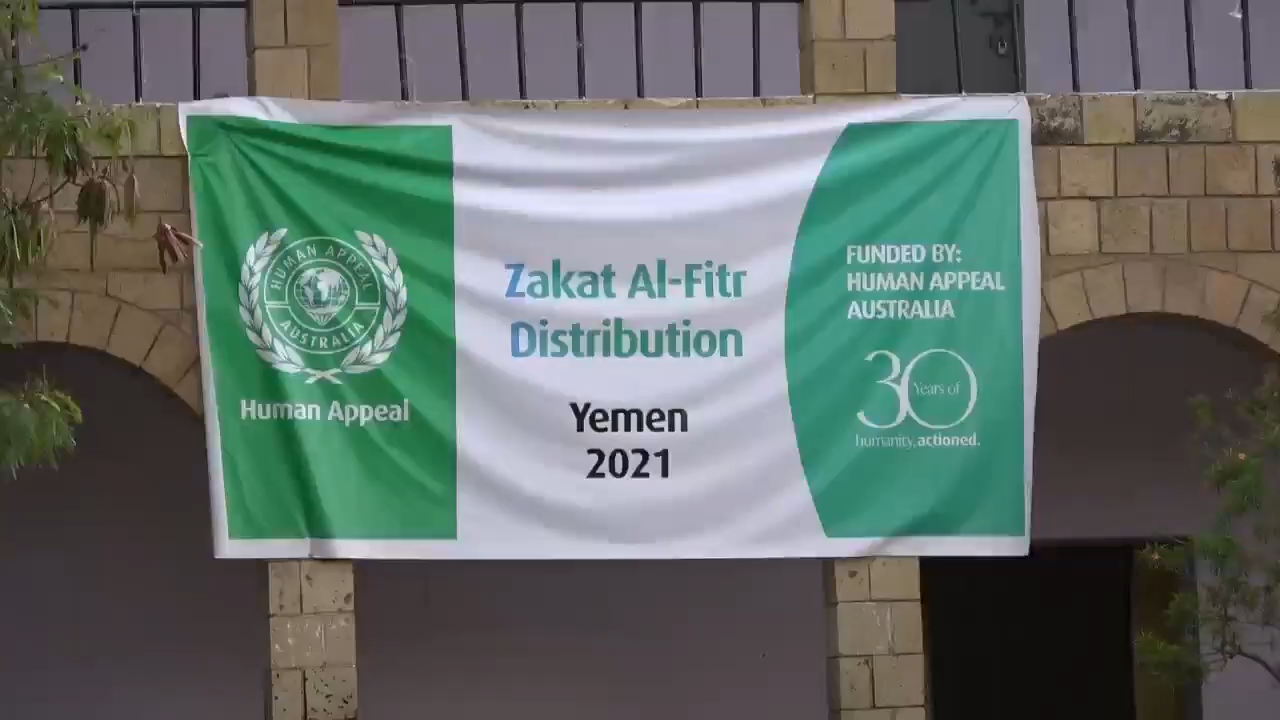 HUMAN APPEAL
AUSTRALIA
Human Appeal
Zakat Al-Fitr
Distribution
Yemen
2021
FUNDED BY:
HUMAN APPEAL
AUSTRALIA
30 Years of
humanity, actioned.